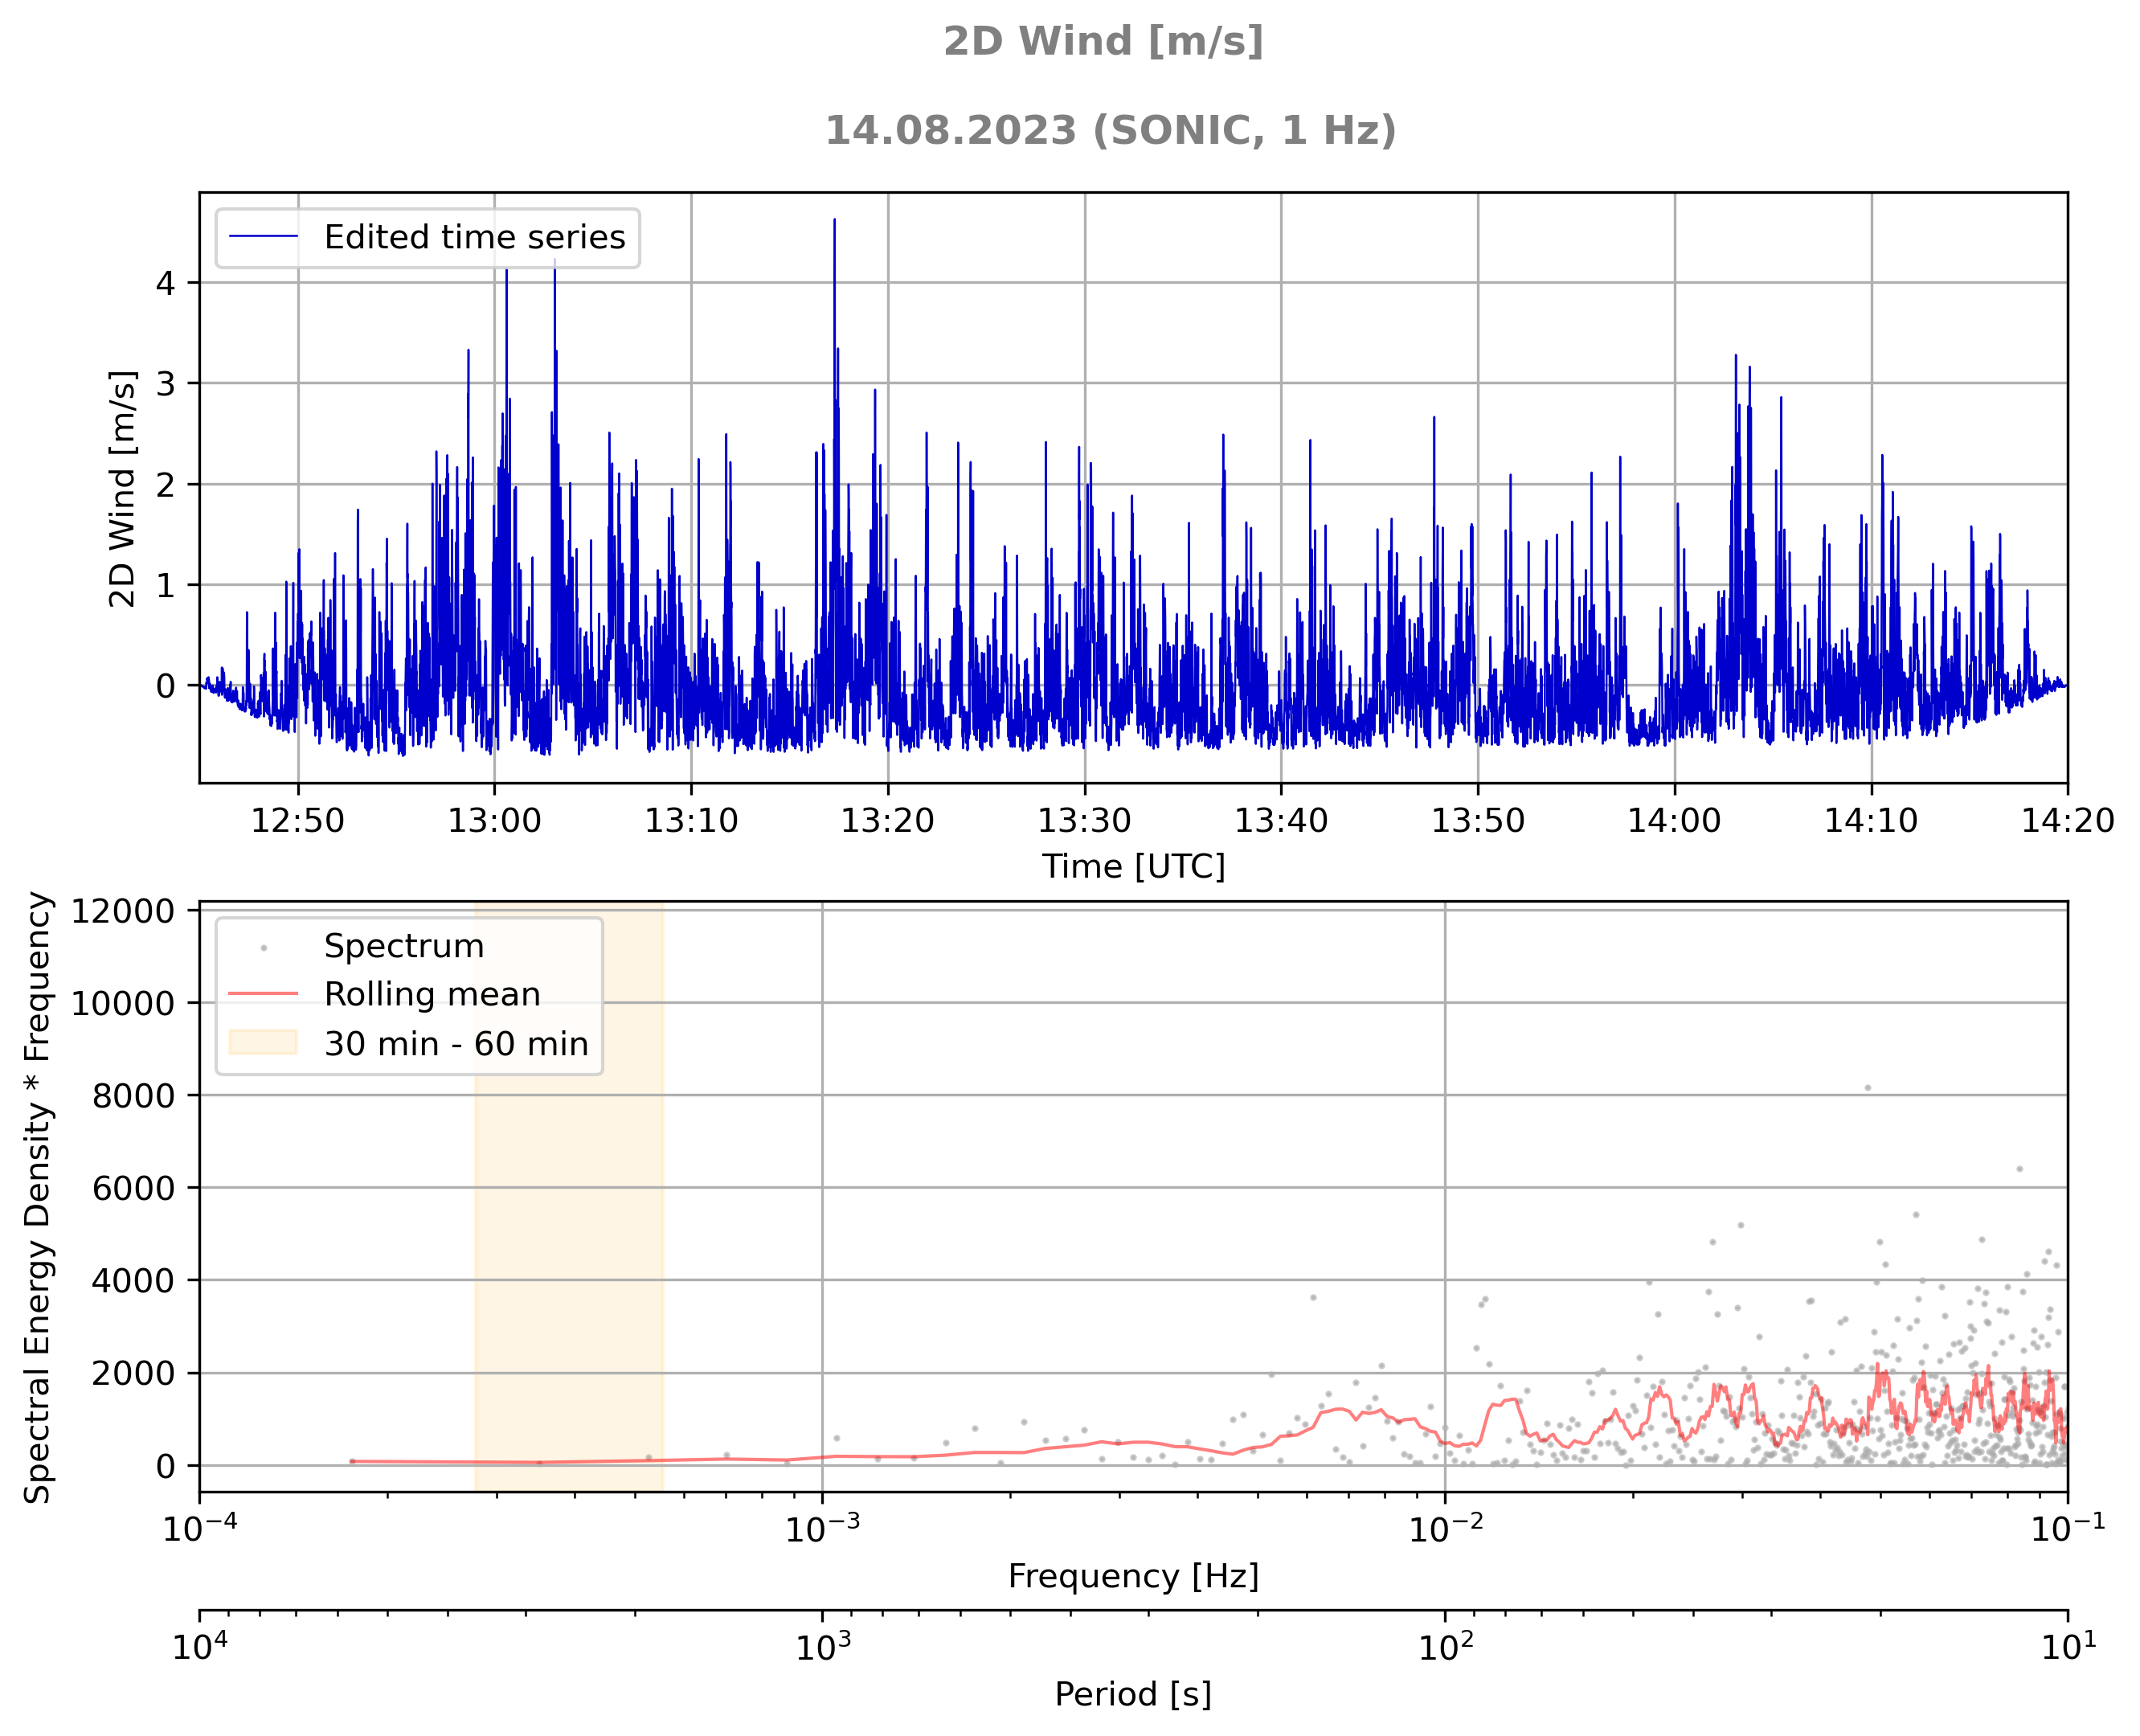 2D Wind [m/s]
14.08.2023 (SONIC, 1 Hz)
Edited time series
2D Wind [m/s]
4
3
2
1
0
12:50 13:00 13:10 13:20 13:30 13:40 13:50 14:00 14:10 14:20
Time [UTC]
Spectral Energy Density * Frequency
12000
10000
8000
6000
4000
2000
0
Spectrum
Rolling mean
30 min - 60 min
10⁻⁴ 10⁻³ 10⁻² 10⁻¹
Frequency [Hz]
10⁴ 10³ 10² 10¹
Period [s]